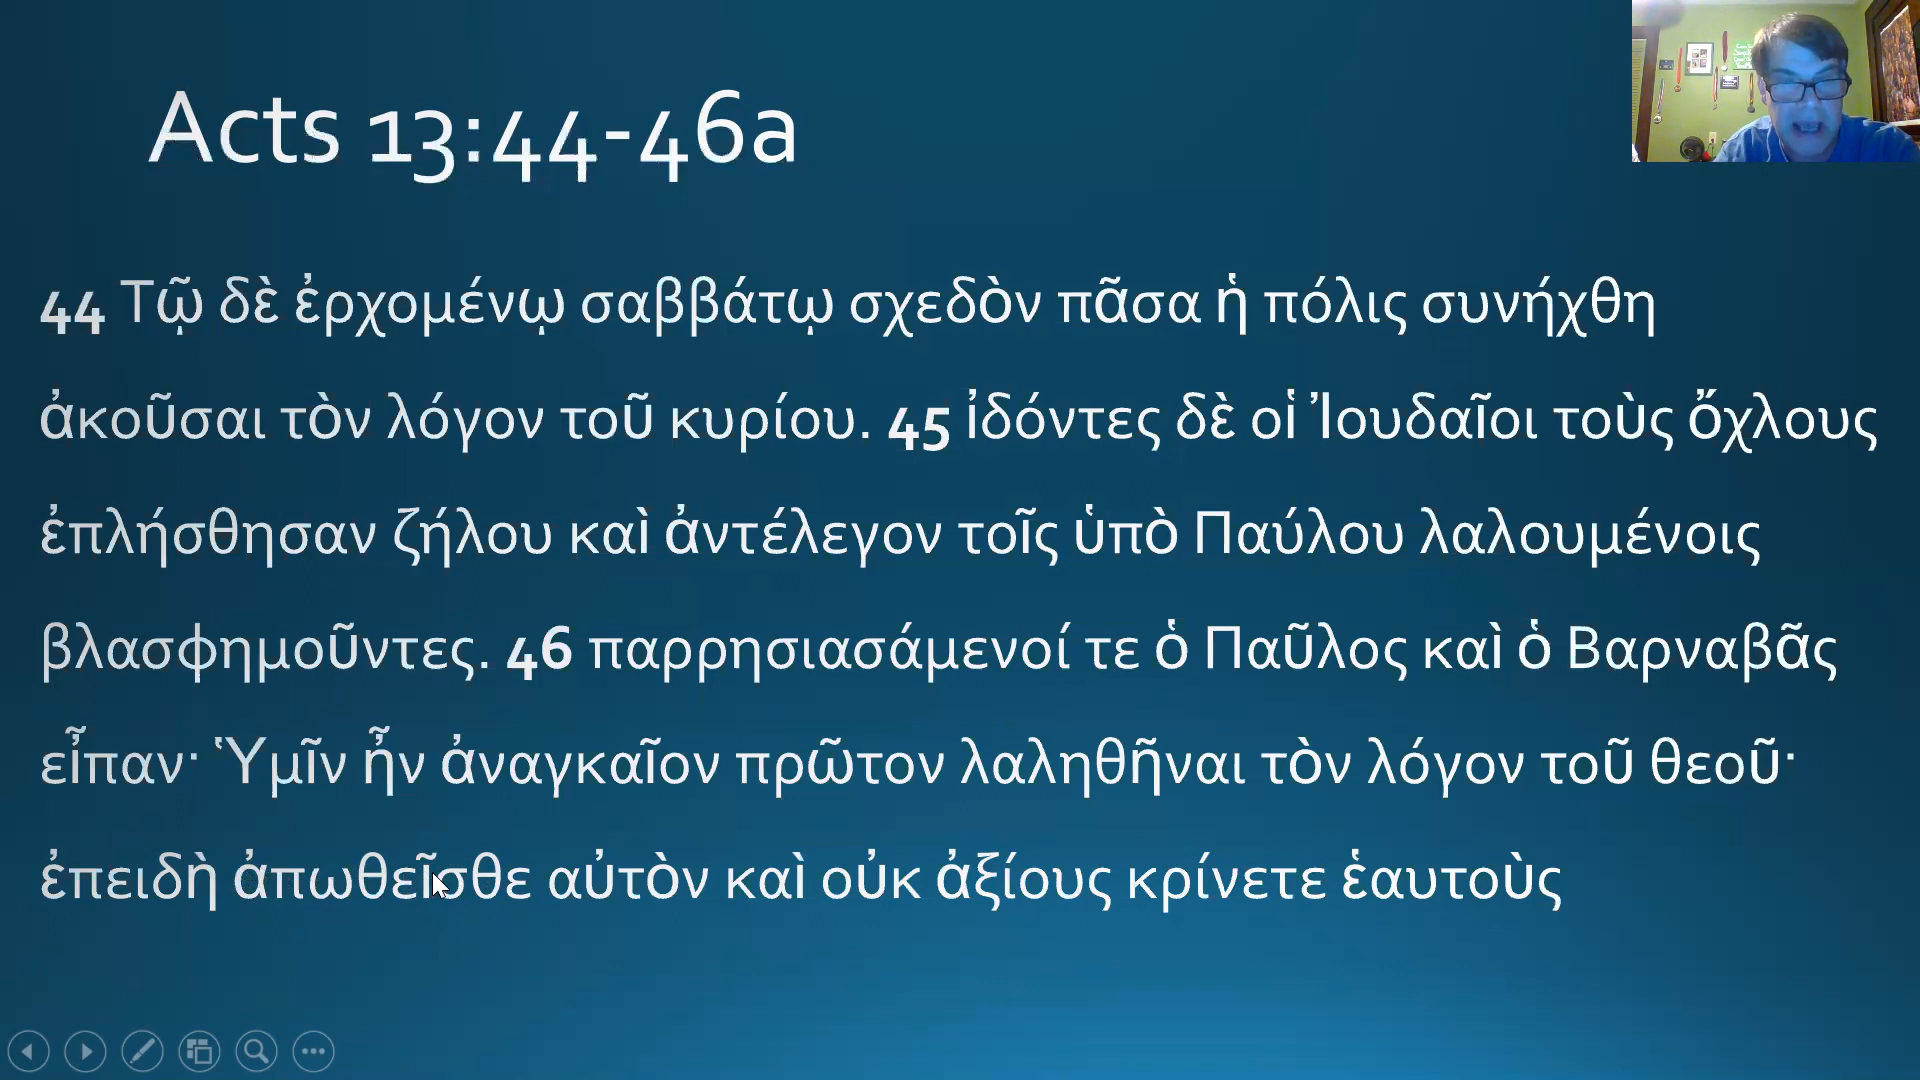 Acts 13:44-46a
44 Τῷ δὲ ἐρχομένῳ σαββάτῳ σχεδὸν πᾶσα ἡ πόλις συνήχθη
ἀκοῦσαι τὸν λόγον τοῦ κυρίου. 45 ἰδόντες δὲ οἱ Ἰουδαῖοι τοὺς ὄχλους
ἐπλήσθησαν ζήλου καὶ ἀντέλεγον τοῖς ὑπὸ Παύλου λαλουμένοις
βλασφημοῦντες. 46 παρρησιασάμενοί τε ὁ Παῦλος καὶ ὁ Βαρναβᾶς
εἶπαν· Ὑμῖν ἦν ἀναγκαῖον πρῶτον λαληθῆναι τὸν λόγον τοῦ θεοῦ·
ἐπειδὴ ἀπωθεῖσθε αὐτὸν καὶ οὐκ ἀξίους κρίνετε ἑαυτοὺς